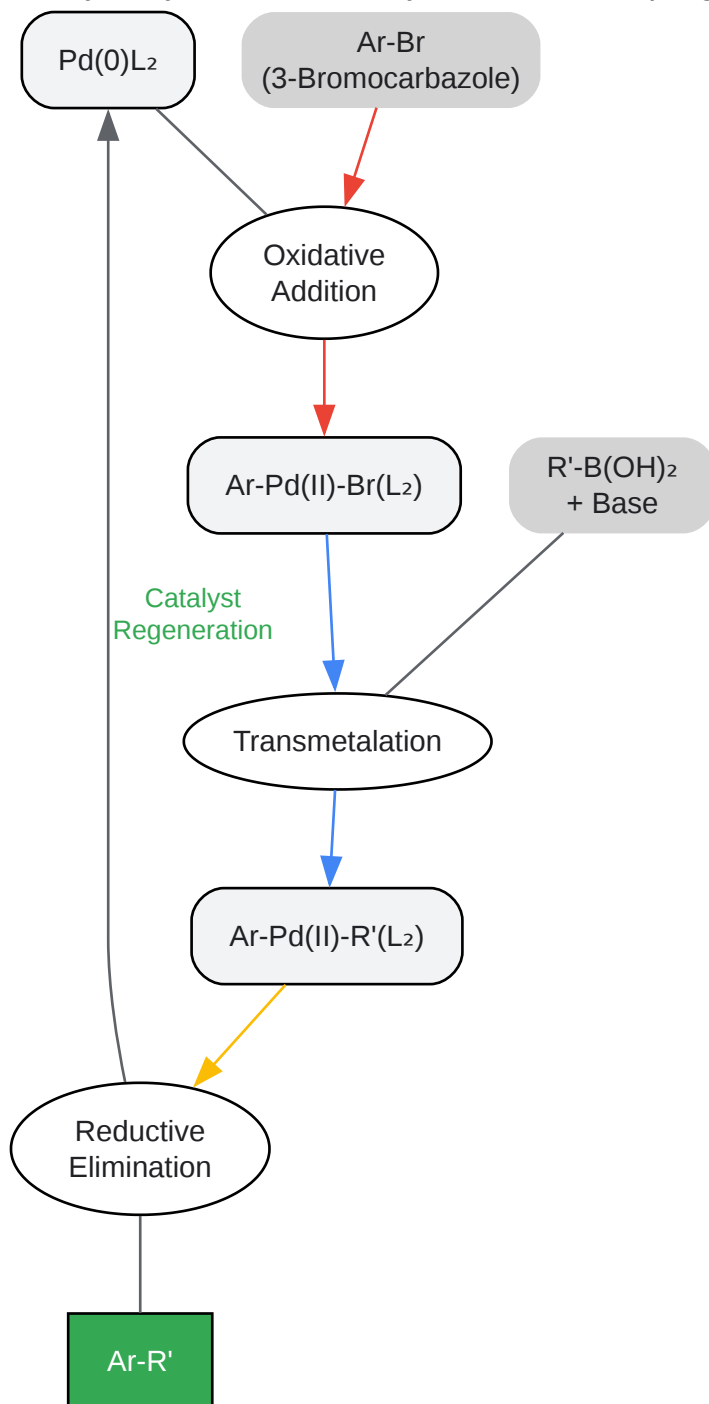 Pd(0)L₂
Ar-Br
(3-Bromocarbazole)
Oxidative
Addition
Ar-Pd(II)-Br(L₂)
R'-B(OH)₂
+ Base
Catalyst
Regeneration
Transmetalation
Ar-Pd(II)-R'(L₂)
Reductive
Elimination
Ar-R'